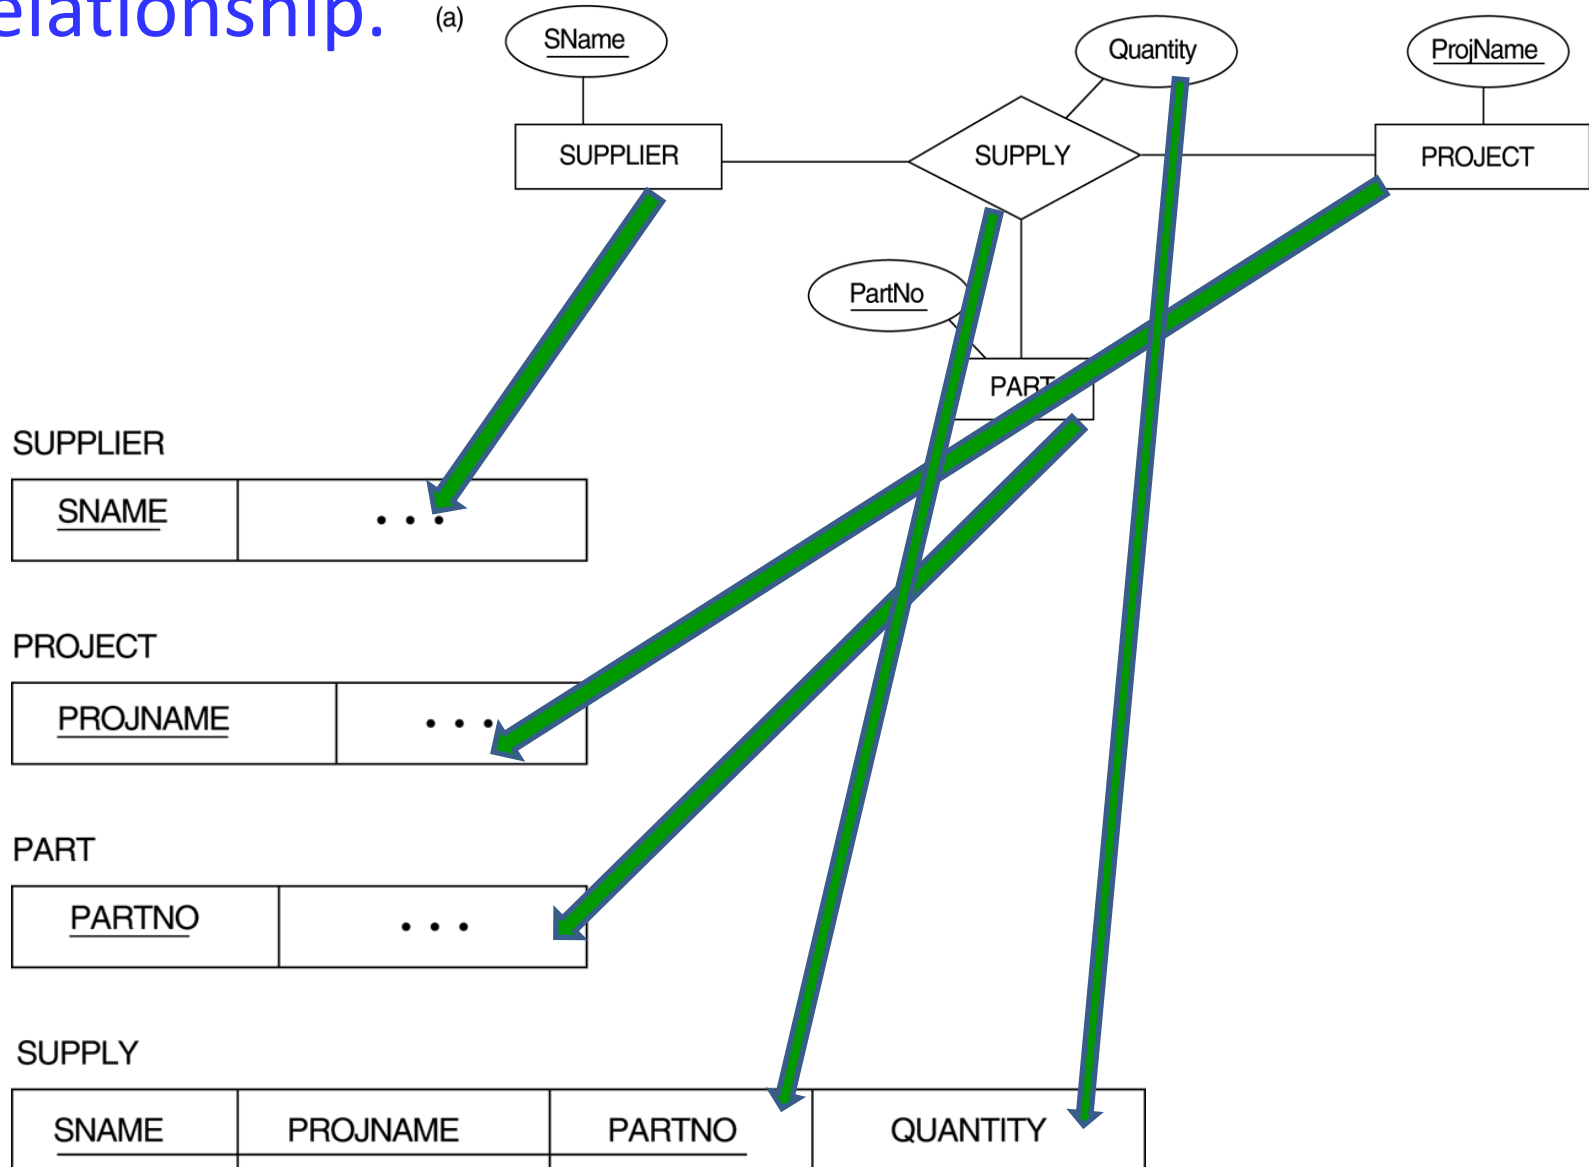 elationship.
(a)
SName
Quantity
ProjName
SUPPLIER
SUPPLY
PROJECT
PartNo
PART
SUPPLIER
SNAME
• • •
PROJECT
PROJNAME
• • •
PART
PARTNO
• • •
SUPPLY
SNAME PROJNAME PARTNO QUANTITY